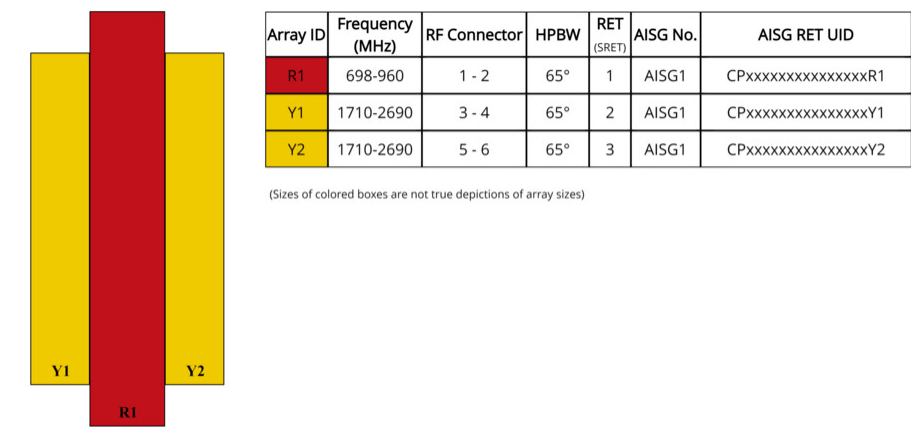 Array ID Frequency (MHz) RF Connector HPBW RET (SRET) AISG No. AISG RET UID
R1 698-960 1 - 2 65° 1 AISG1 CPxxxxxxxxxxxxxxxR1
Y1 1710-2690 3 - 4 65° 2 AISG1 CPxxxxxxxxxxxxxxxY1
Y2 1710-2690 5 - 6 65° 3 AISG1 CPxxxxxxxxxxxxxxxY2
(Sizes of colored boxes are not true depictions of array sizes)
Y1 Y2
R1